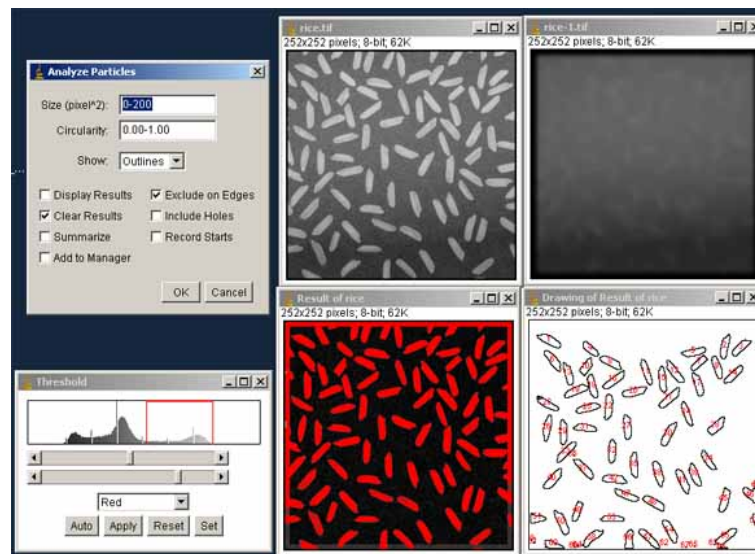 Analyze Particles
Size (pixel^2): 0-200
Circularity: 0.00-1.00
Show: Outlines
Display Results Exclude on Edges
Clear Results Include Holes
Summarize Record Starts
Add to Manager
OK Cancel
rice.tif
252x252 pixels; 8-bit; 62K
rice-1.tif
252x252 pixels; 8-bit; 62K
Threshold
Red
Auto Apply Reset Set
Result of rice
252x252 pixels; 8-bit; 62K
Drawing of Result of rice
252x252 pixels; 8-bit; 62K